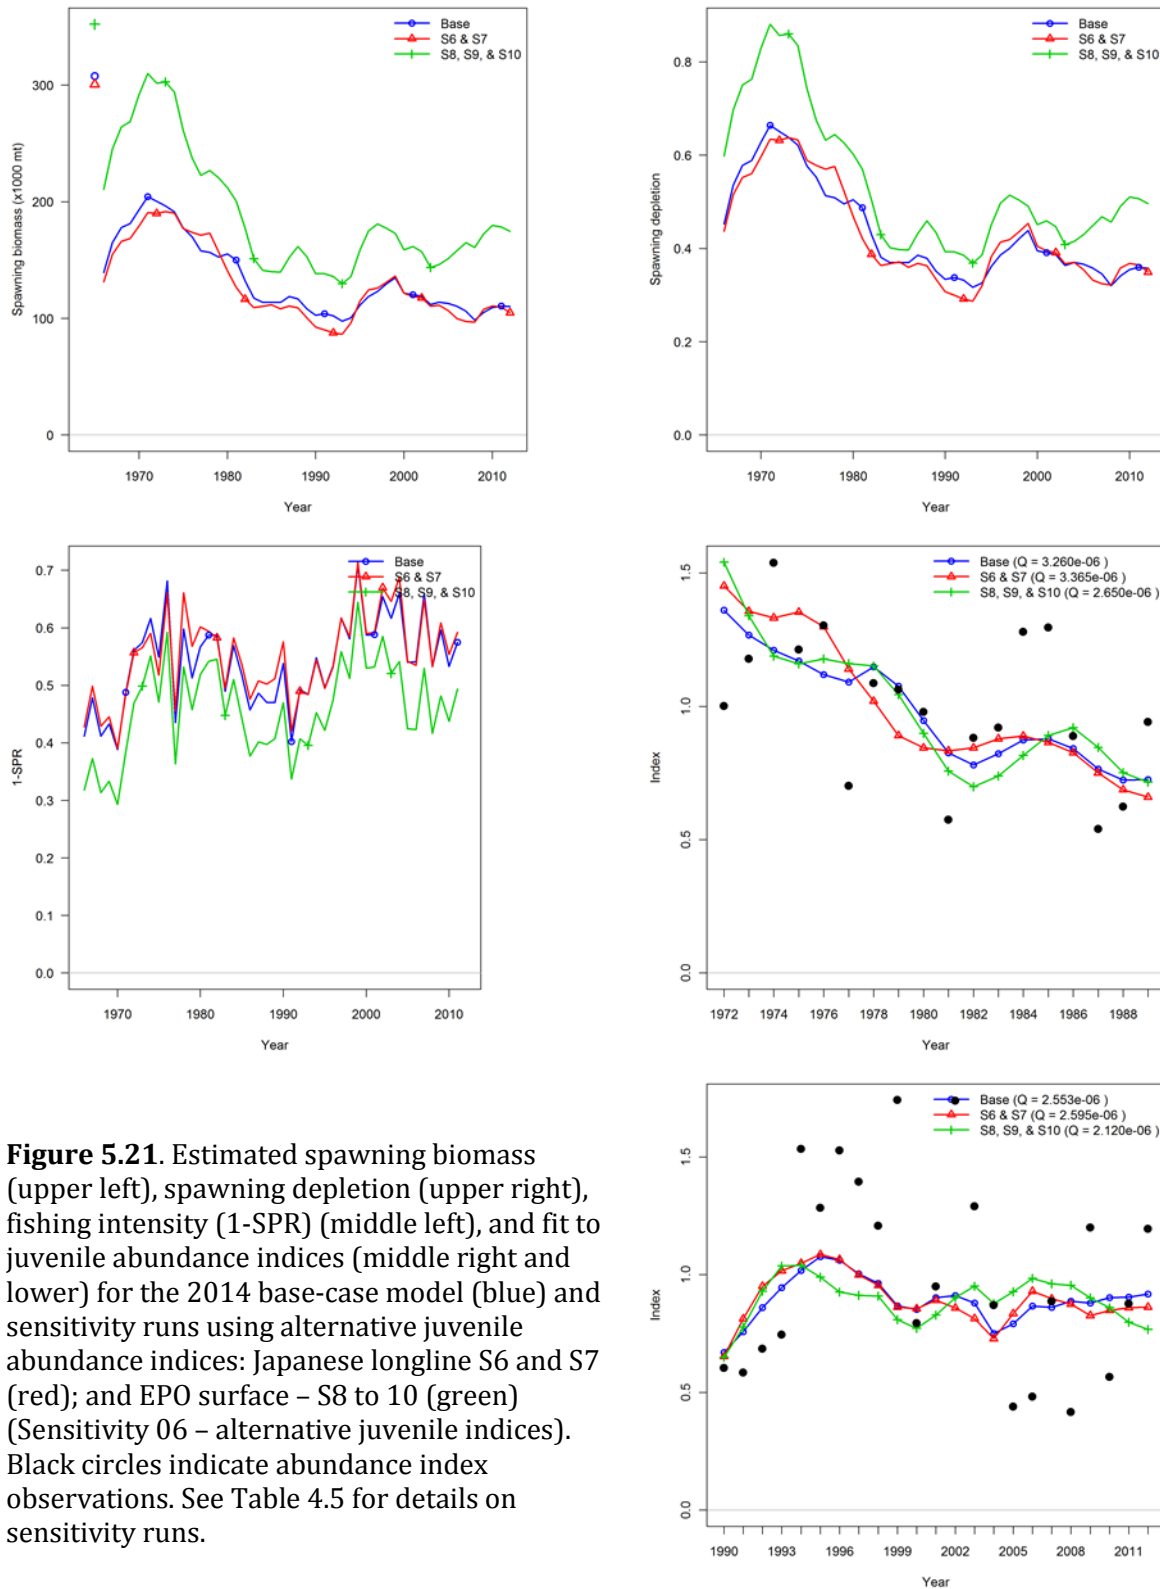 Base
S6 & S7
S8, S9, & S10
Spawning biomass (x1000 mt)
300
200
100
0
1970 1980 1990 2000 2010
Year
Base
S6 & S7
S8, S9, & S10
Spawning depletion
0.8
0.6
0.4
0.2
0.0
1970 1980 1990 2000 2010
Year
Base
S6 & S7
S8, S9, & S10
1-SPR
0.7
0.6
0.5
0.4
0.3
0.2
0.1
0.0
1970 1980 1990 2000 2010
Year
Base (Q = 3.260e-06 )
S6 & S7 (Q = 3.365e-06 )
S8, S9, & S10 (Q = 2.650e-06 )
Index
1.5
1.0
0.5
0.0
1972 1974 1976 1978 1980 1982 1984 1986 1988
Year
Base (Q = 2.553e-06 )
S6 & S7 (Q = 2.595e-06 )
S8, S9, & S10 (Q = 2.120e-06 )
Index
1.5
1.0
0.5
0.0
1990 1993 1996 1999 2002 2005 2008 2011
Year
Figure 5.21. Estimated spawning biomass
(upper left), spawning depletion (upper right),
fishing intensity (1-SPR) (middle left), and fit to
juvenile abundance indices (middle right and
lower) for the 2014 base-case model (blue) and
sensitivity runs using alternative juvenile
abundance indices: Japanese longline S6 and S7
(red); and EPO surface – S8 to 10 (green)
(Sensitivity 06 – alternative juvenile indices).
Black circles indicate abundance index
observations. See Table 4.5 for details on
sensitivity runs.